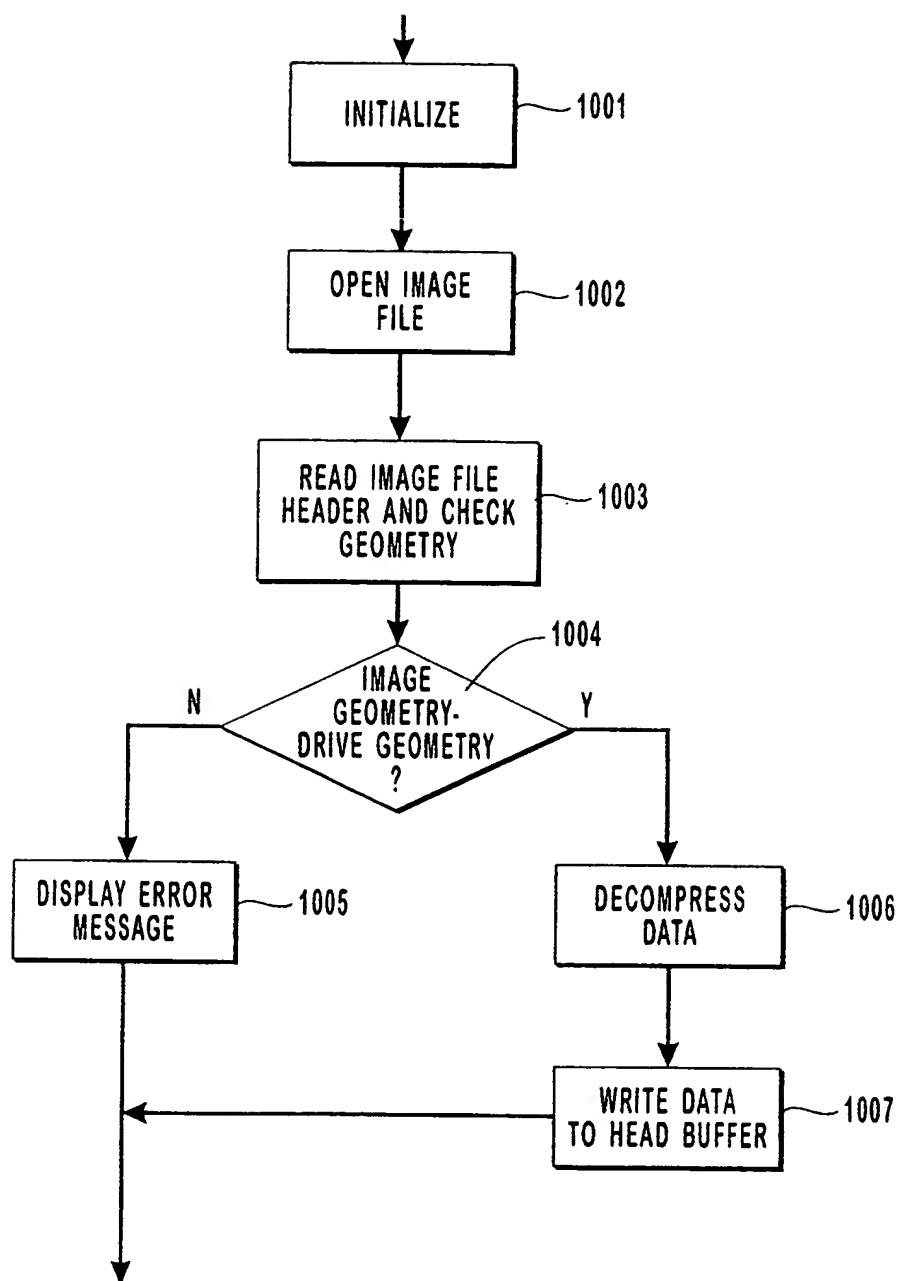 INITIALIZE
1001
OPEN IMAGE
FILE
1002
READ IMAGE FILE
HEADER AND CHECK
GEOMETRY
1003
1004
IMAGE
GEOMETRY-
DRIVE GEOMETRY
?
N
Y
DISPLAY ERROR
MESSAGE
1005
DECOMPRESS
DATA
1006
WRITE DATA
TO HEAD BUFFER
1007